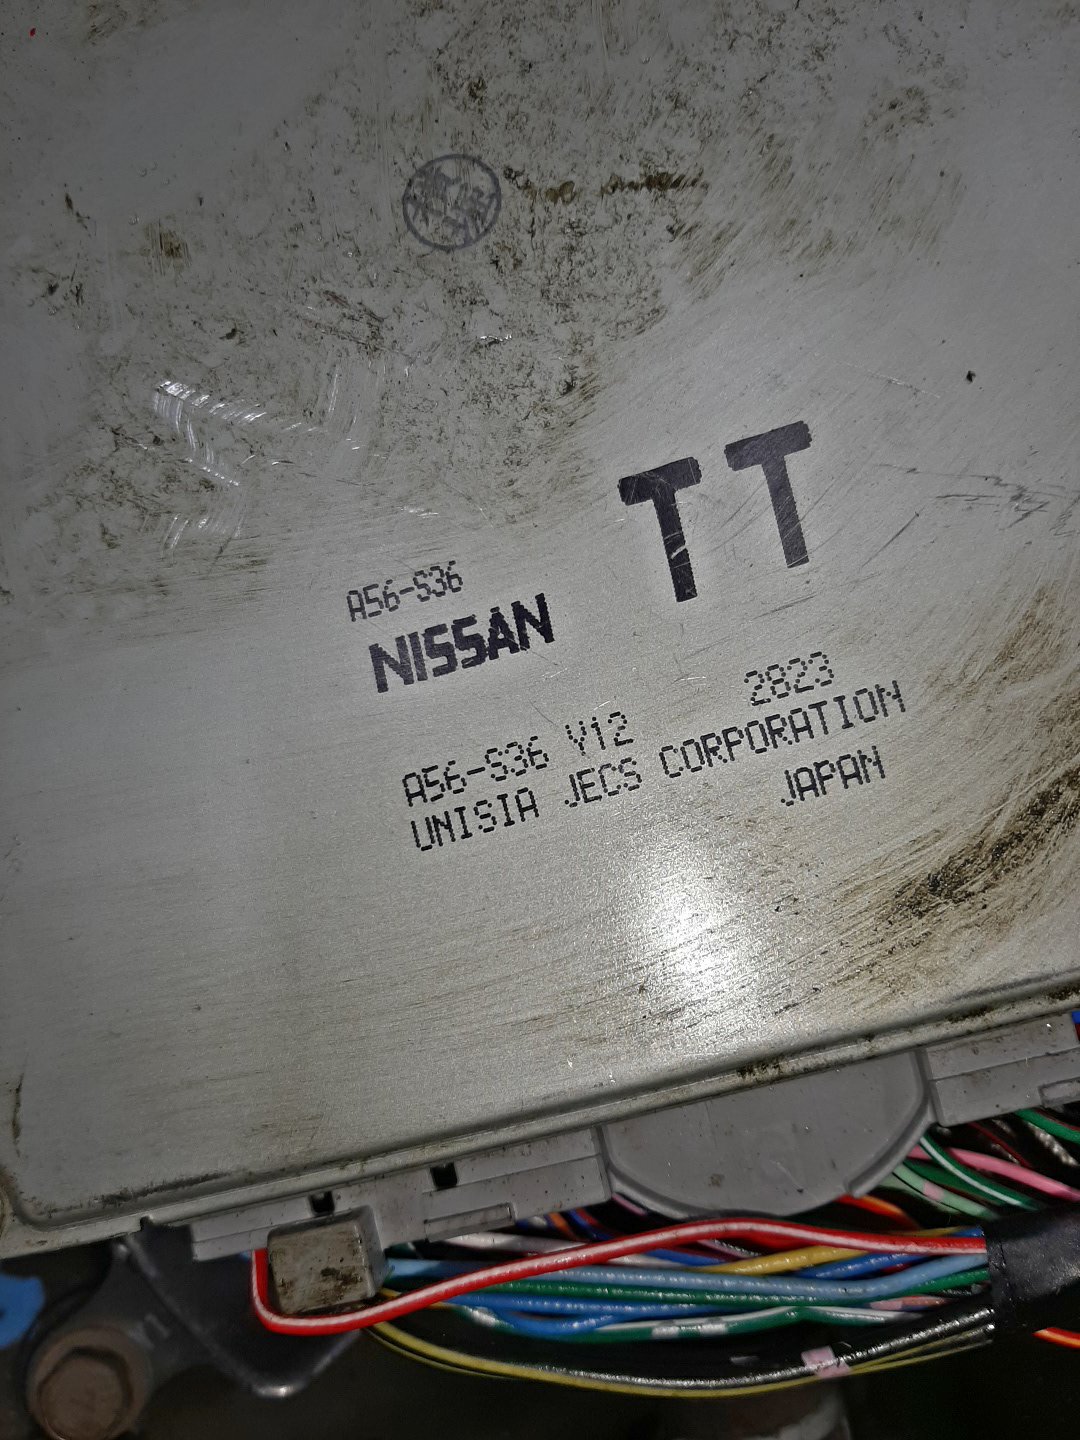 TT
A56-S36
NISSAN
A56-S36 Y12 2823
UNISIA JECS CORPORATION
JAPAN